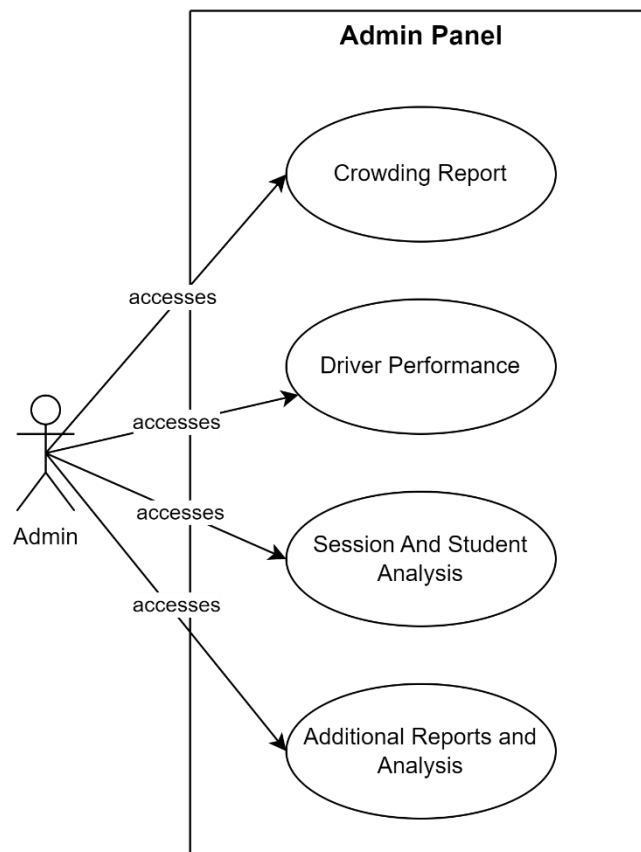 Admin Panel
Crowding Report
accesses
Driver Performance
accesses
Admin
accesses
Session And Student
Analysis
accesses
Additional Reports and
Analysis